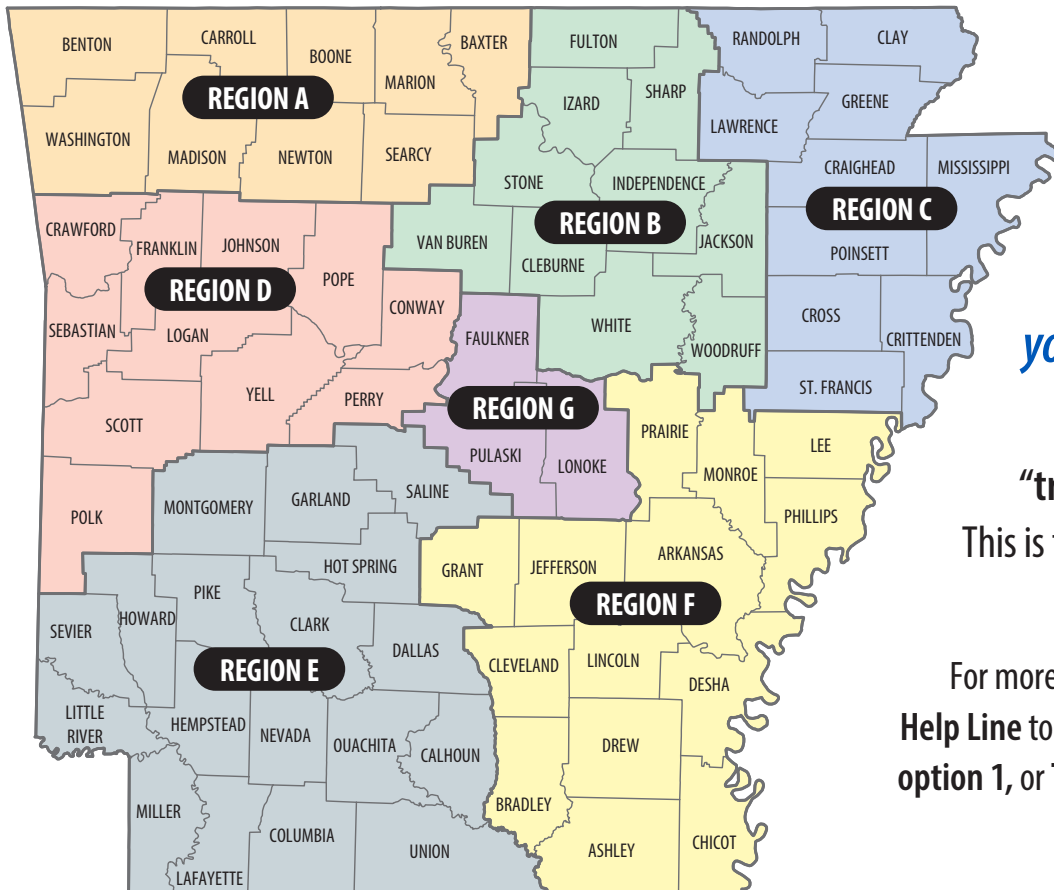 BENTON
CARROLL
BOONE
MARION
BAXTER
REGION A
WASHINGTON
MADISON
NEWTON
SEARCY
FULTON
IZARD
SHARP
STONE
INDEPENDENCE
REGION B
VAN BUREN
CLEBURNE
JACKSON
WHITE
WOODRUFF
RANDOLPH
CLAY
GREENE
LAWRENCE
CRAIGHEAD
MISSISSIPPI
REGION C
POINSETT
CROSS
CRITTENDEN
ST. FRANCIS
CRAWFORD
FRANKLIN
JOHNSON
POPE
REGION D
CONWAY
SEBASTIAN
LOGAN
YELL
PERRY
SCOTT
POLK
FAULKNER
REGION G
PULASKI
LONOKE
MONTGOMERY
GARLAND
SALINE
HOT SPRING
PIKE
HOWARD
SEVIER
CLARK
DALLAS
REGION E
LITTLE
RIVER
HEMPSTEAD
NEVADA
OUACHITA
CALHOUN
MILLER
COLUMBIA
UNION
LAFAYETTE
PRAIRIE
MONROE
LEE
PHILLIPS
GRANT
JEFFERSON
ARKANSAS
REGION F
CLEVELAND
LINCOLN
DESHA
DREW
BRADLEY
ASHLEY
CHICOT
This is
For more
Help Line to
option 1, or